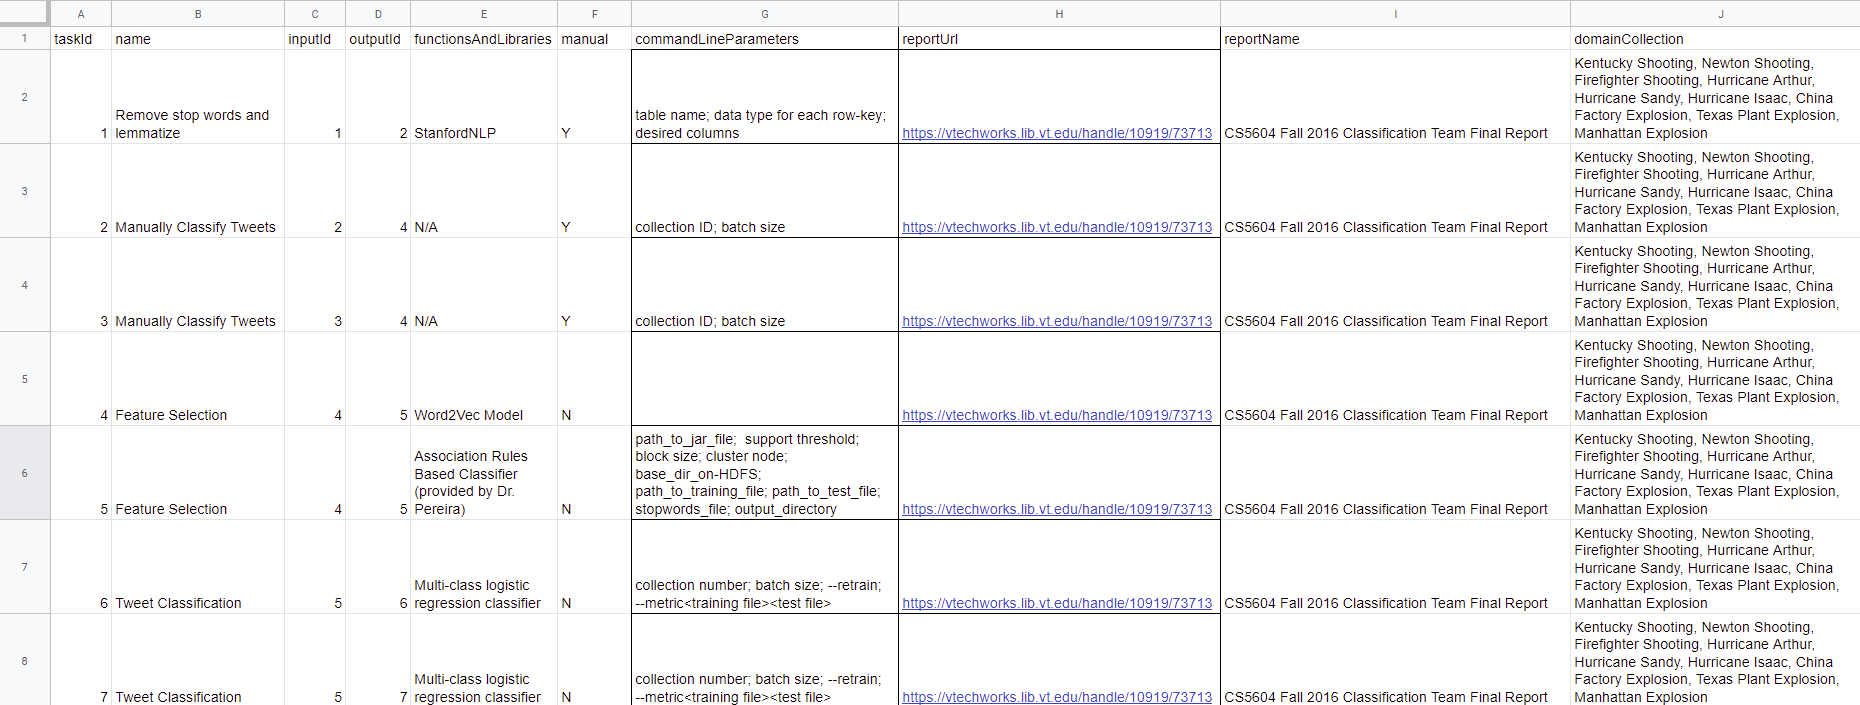 A B C D E F G H I J
1 taskId name inputId outputId functionsAndLibraries manual commandLineParameters reportUrl reportName domainCollection
2
1
Remove stop words and
lemmatize
1
2
StanfordNLP
Y
table name; data type for each row-key;
desired columns
https://vtechworks.lib.vt.edu/handle/10919/73713
CS5604 Fall 2016 Classification Team Final Report
Kentucky Shooting, Newton Shooting,
Firefighter Shooting, Hurricane Arthur,
Hurricane Sandy, Hurricane Isaac, China
Factory Explosion, Texas Plant Explosion,
Manhattan Explosion
3
2
Manually Classify Tweets
2
4
N/A
Y
collection ID; batch size
https://vtechworks.lib.vt.edu/handle/10919/73713
CS5604 Fall 2016 Classification Team Final Report
Kentucky Shooting, Newton Shooting,
Firefighter Shooting, Hurricane Arthur,
Hurricane Sandy, Hurricane Isaac, China
Factory Explosion, Texas Plant Explosion,
Manhattan Explosion
4
3
Manually Classify Tweets
3
4
N/A
Y
collection ID; batch size
https://vtechworks.lib.vt.edu/handle/10919/73713
CS5604 Fall 2016 Classification Team Final Report
Kentucky Shooting, Newton Shooting,
Firefighter Shooting, Hurricane Arthur,
Hurricane Sandy, Hurricane Isaac, China
Factory Explosion, Texas Plant Explosion,
Manhattan Explosion
5
4
Feature Selection
4
5
Word2Vec Model
N
https://vtechworks.lib.vt.edu/handle/10919/73713
CS5604 Fall 2016 Classification Team Final Report
Kentucky Shooting, Newton Shooting,
Firefighter Shooting, Hurricane Arthur,
Hurricane Sandy, Hurricane Isaac, China
Factory Explosion, Texas Plant Explosion,
Manhattan Explosion
6
5
Feature Selection
4
5
Association Rules
Based Classifier
(provided by Dr.
Pereira)
N
path_to_jar_file;  support threshold;
block size; cluster node;
base_dir_on-HDFS;
path_to_training_file; path_to_test_file;
stopwords_file; output_directory
https://vtechworks.lib.vt.edu/handle/10919/73713
CS5604 Fall 2016 Classification Team Final Report
Kentucky Shooting, Newton Shooting,
Firefighter Shooting, Hurricane Arthur,
Hurricane Sandy, Hurricane Isaac, China
Factory Explosion, Texas Plant Explosion,
Manhattan Explosion
7
6
Tweet Classification
5
6
Multi-class logistic
regression classifier
N
collection number; batch size; --retrain;
--metric<training file><test file>
https://vtechworks.lib.vt.edu/handle/10919/73713
CS5604 Fall 2016 Classification Team Final Report
Kentucky Shooting, Newton Shooting,
Firefighter Shooting, Hurricane Arthur,
Hurricane Sandy, Hurricane Isaac, China
Factory Explosion, Texas Plant Explosion,
Manhattan Explosion
8
7
Tweet Classification
5
7
Multi-class logistic
regression classifier
N
collection number; batch size; --retrain;
--metric<training file><test file>
https://vtechworks.lib.vt.edu/handle/10919/73713
CS5604 Fall 2016 Classification Team Final Report
Kentucky Shooting, Newton Shooting,
Firefighter Shooting, Hurricane Arthur,
Hurricane Sandy, Hurricane Isaac, China
Factory Explosion, Texas Plant Explosion,
Manhattan Explosion